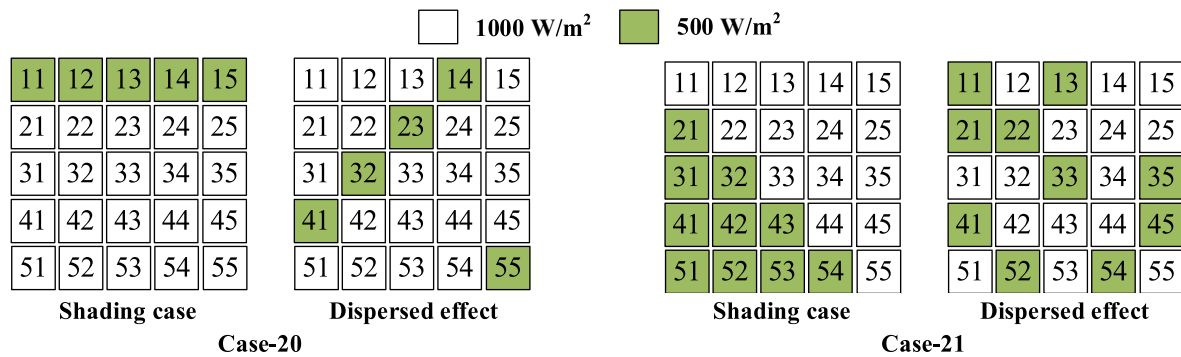 1000 W/m² 500 W/m²
11 12 13 14 15
21 22 23 24 25
31 32 33 34 35
41 42 43 44 45
51 52 53 54 55
Shading case
11 12 13 14 15
21 22 23 24 25
31 32 33 34 35
41 42 43 44 45
51 52 53 54 55
Dispersed effect
Case-20
11 12 13 14 15
21 22 23 24 25
31 32 33 34 35
41 42 43 44 45
51 52 53 54 55
Shading case
11 12 13 14 15
21 22 23 24 25
31 32 33 34 35
41 42 43 44 45
51 52 53 54 55
Dispersed effect
Case-21